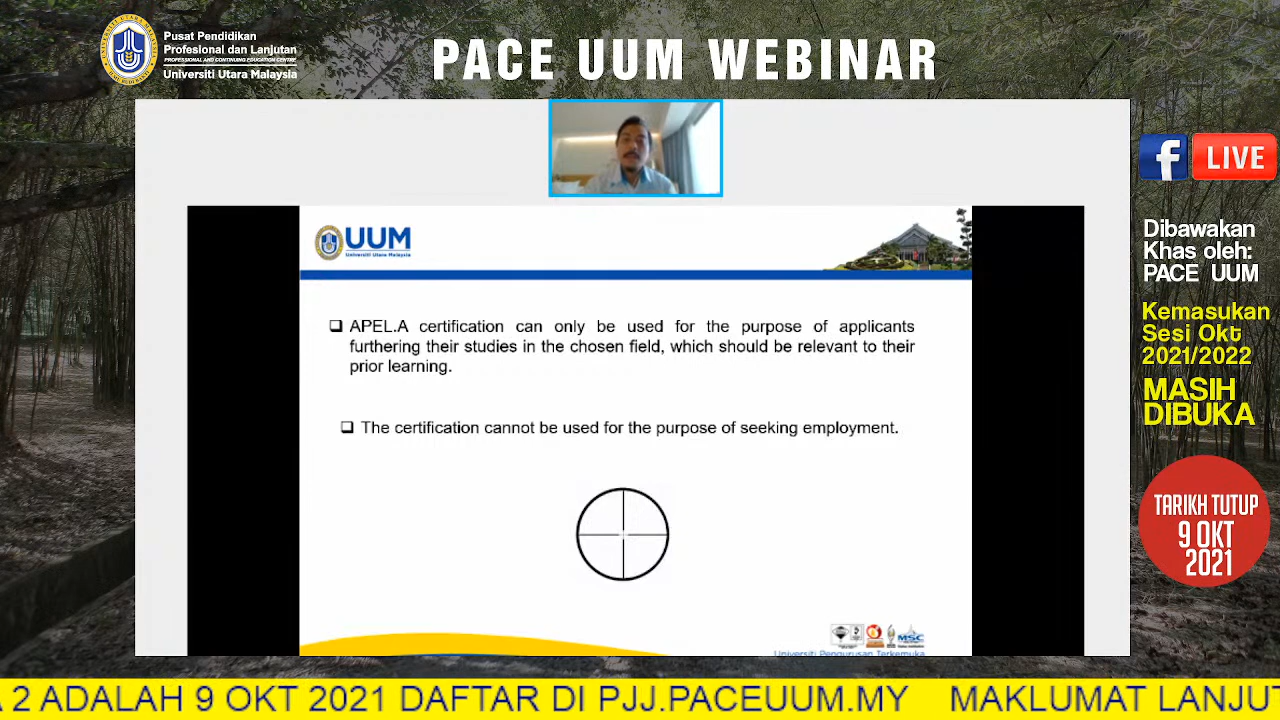 Pusat Pendidikan
Profesional dan Lanjutan
PROFESSIONAL AND CONTINUING EDUCATION CENTRE
Universiti Utara Malaysia
PACE UUM WEBINAR
f LIVE
Dibawakan
Khas oleh:
PACE UUM
Kemasukan
Sesi Okt
2021/2022
MASIH
DIBUKA
TARIKH TUTUP
9 OKT
2021
UUM
Universiti Utara Malaysia
❑ APEL.A certification can only be used for the purpose of applicants
furthering their studies in the chosen field, which should be relevant to their
prior learning.
❑ The certification cannot be used for the purpose of seeking employment.
MSC
Universiti Pengurusan Terkemuka
A 2 ADALAH 9 OKT 2021 DAFTAR DI PJJ.PACEUUM.MY MAKLUMAT LANJUT